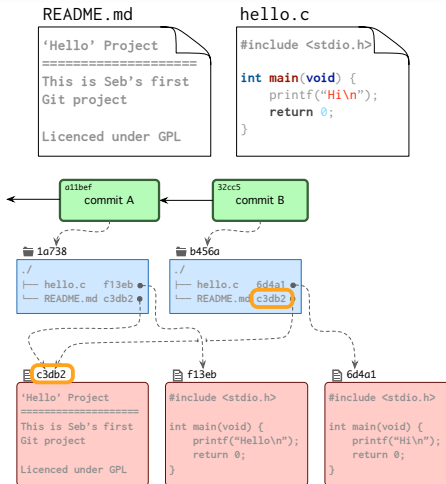 README.md
‘Hello’ Project
=====================
This is Seb’s first
Git project
Licenced under GPL
hello.c
#include <stdio.h>
int main(void) {
printf(“Hi\n”);
return 0;
}
a11bef
commit A
32cc5
commit B
1a738
./
├── hello.c f13eb
└── README.md c3db2
b456a
./
├── hello.c 6d4a1
└── README.md c3db2
c3db2
‘Hello’ Project
=====================
This is Seb’s first
Git project
Licenced under GPL
f13eb
#include <stdio.h>
int main(void) {
printf(“Hello\n”);
return 0;
}
6d4a1
#include <stdio.h>
int main(void) {
printf(“Hi\n”);
return 0;
}